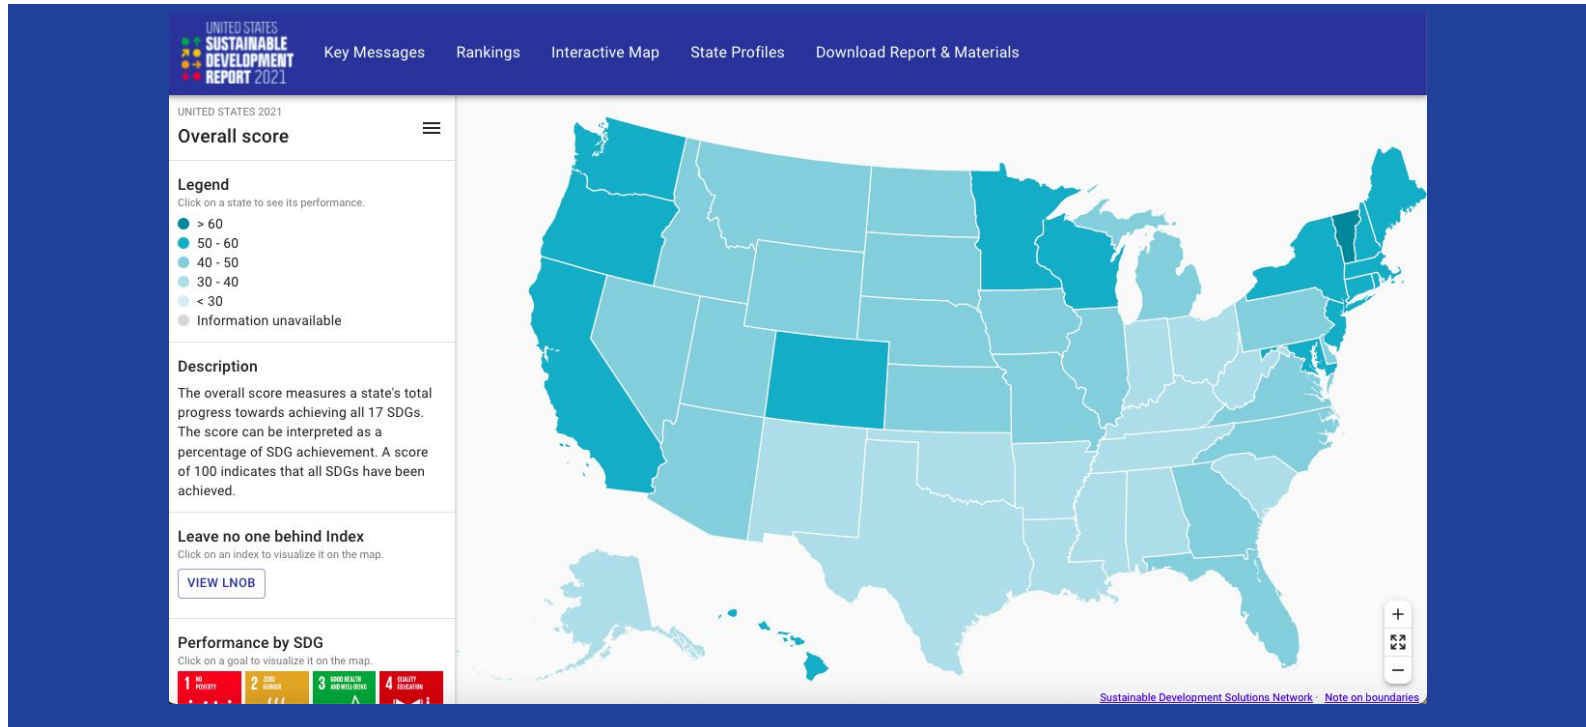 UNITED STATES
SUSTAINABLE
DEVELOPMENT
REPORT 2021
Key Messages
Rankings
Interactive Map
State Profiles
Download Report & Materials
UNITED STATES 2021
Overall score
Legend
Click on a state to see its performance.
> 60
50 - 60
40 - 50
30 - 40
< 30
Information unavailable
Description
The overall score measures a state's total
progress towards achieving all 17 SDGs.
The score can be interpreted as a
percentage of SDG achievement. A score
of 100 indicates that all SDGs have been
achieved.
Leave no one behind Index
Click on an index to visualize it on the map.
VIEW LNOB
Performance by SDG
Click on a goal to visualize it on the map.
1 NO
POVERTY
2 ZERO
HUNGER
3 GOOD HEALTH
AND WELL-BEING
4 QUALITY
EDUCATION
+
−
Sustainable Development Solutions Network · Note on boundaries